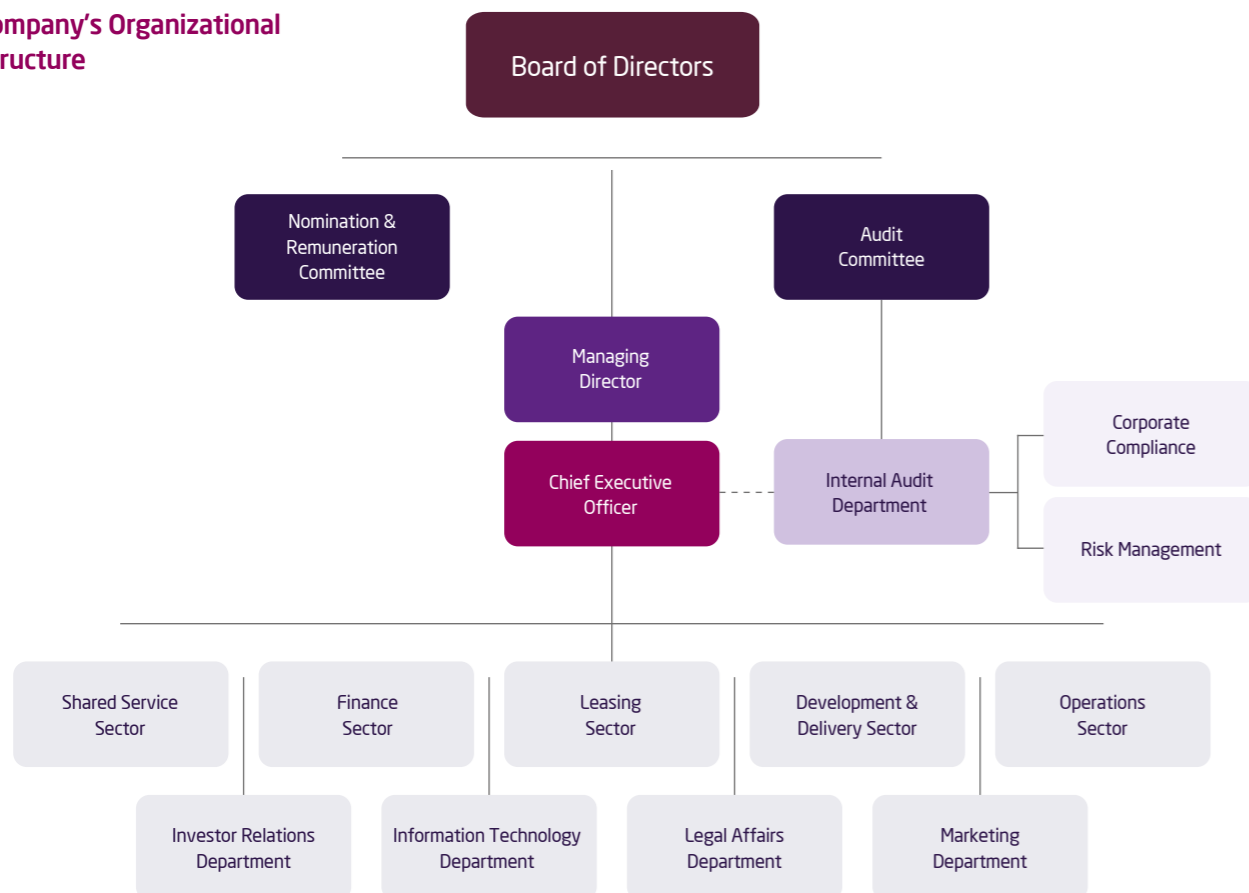 ompany's Organizational
ructure
Board of Directors
Nomination &
Remuneration
Committee
Audit
Committee
Managing
Director
Chief Executive
Officer
Internal Audit
Department
Corporate
Compliance
Risk Management
Shared Service
Sector
Finance
Sector
Leasing
Sector
Development &
Delivery Sector
Operations
Sector
Investor Relations
Department
Information Technology
Department
Legal Affairs
Department
Marketing
Department